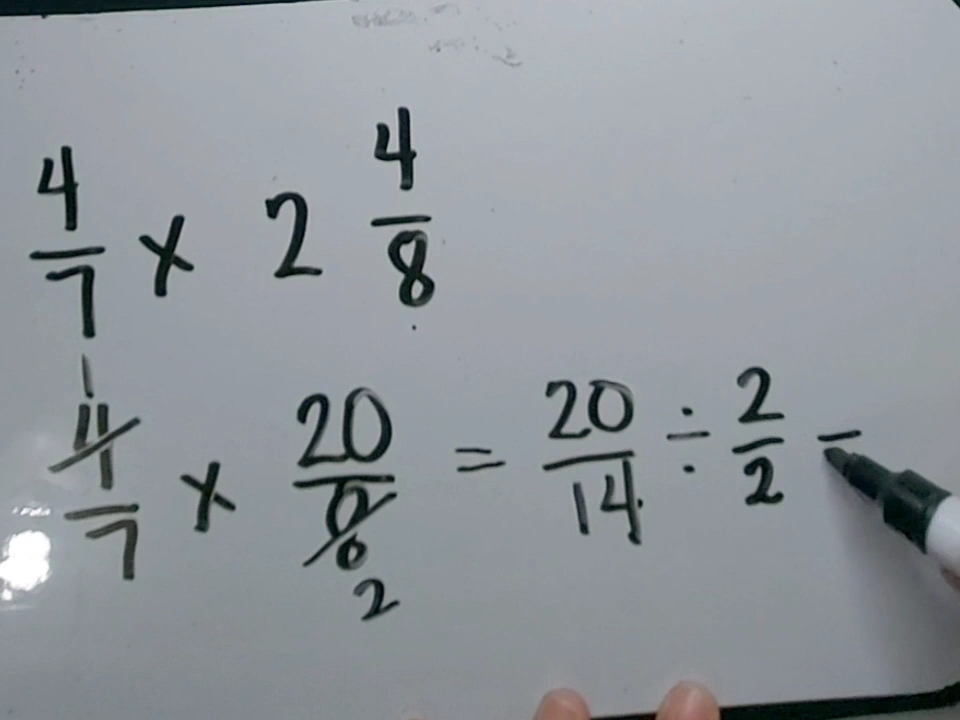 4/7 × 2 4/8
1
4/7 × 20/8 = 20/14 ÷ 2/2 =
2